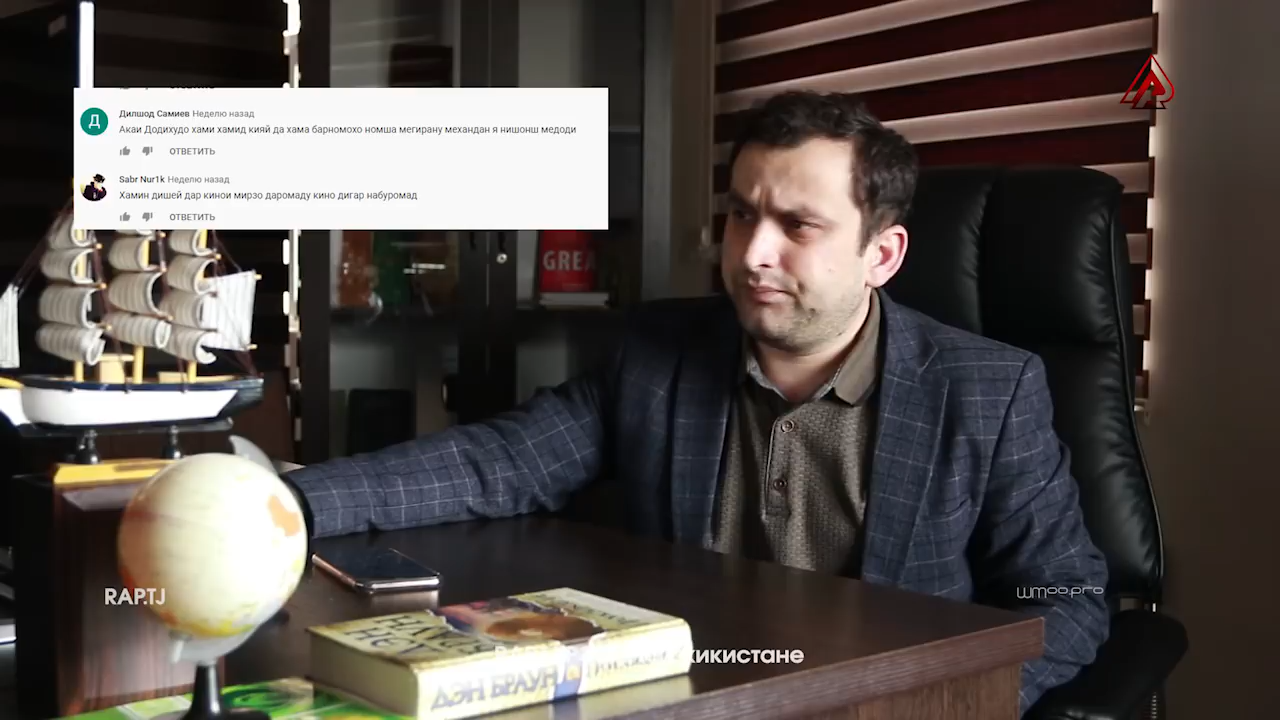 Дилшод Самиев Неделю назад
Акаи Додихудо хами хамид кияй да хама барномохо номша мегирану механдан я нишонш медоди
ОТВЕТИТЬ
Sabr Nur1k Неделю назад
Хамин дишей дар кинои мирзо даромаду кино дигар набуромад
ОТВЕТИТЬ
GREA
RAP.TJ
wmoo.pro
ДЭН БРАУН